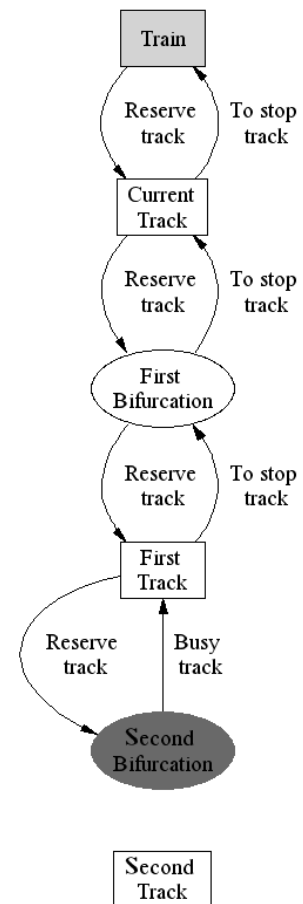 Train
Reserve
track
To stop
track
Current
Track
Reserve
track
To stop
track
First
Bifurcation
Reserve
track
To stop
track
First
Track
Reserve
track
Busy
track
Second
Bifurcation
Second
Track